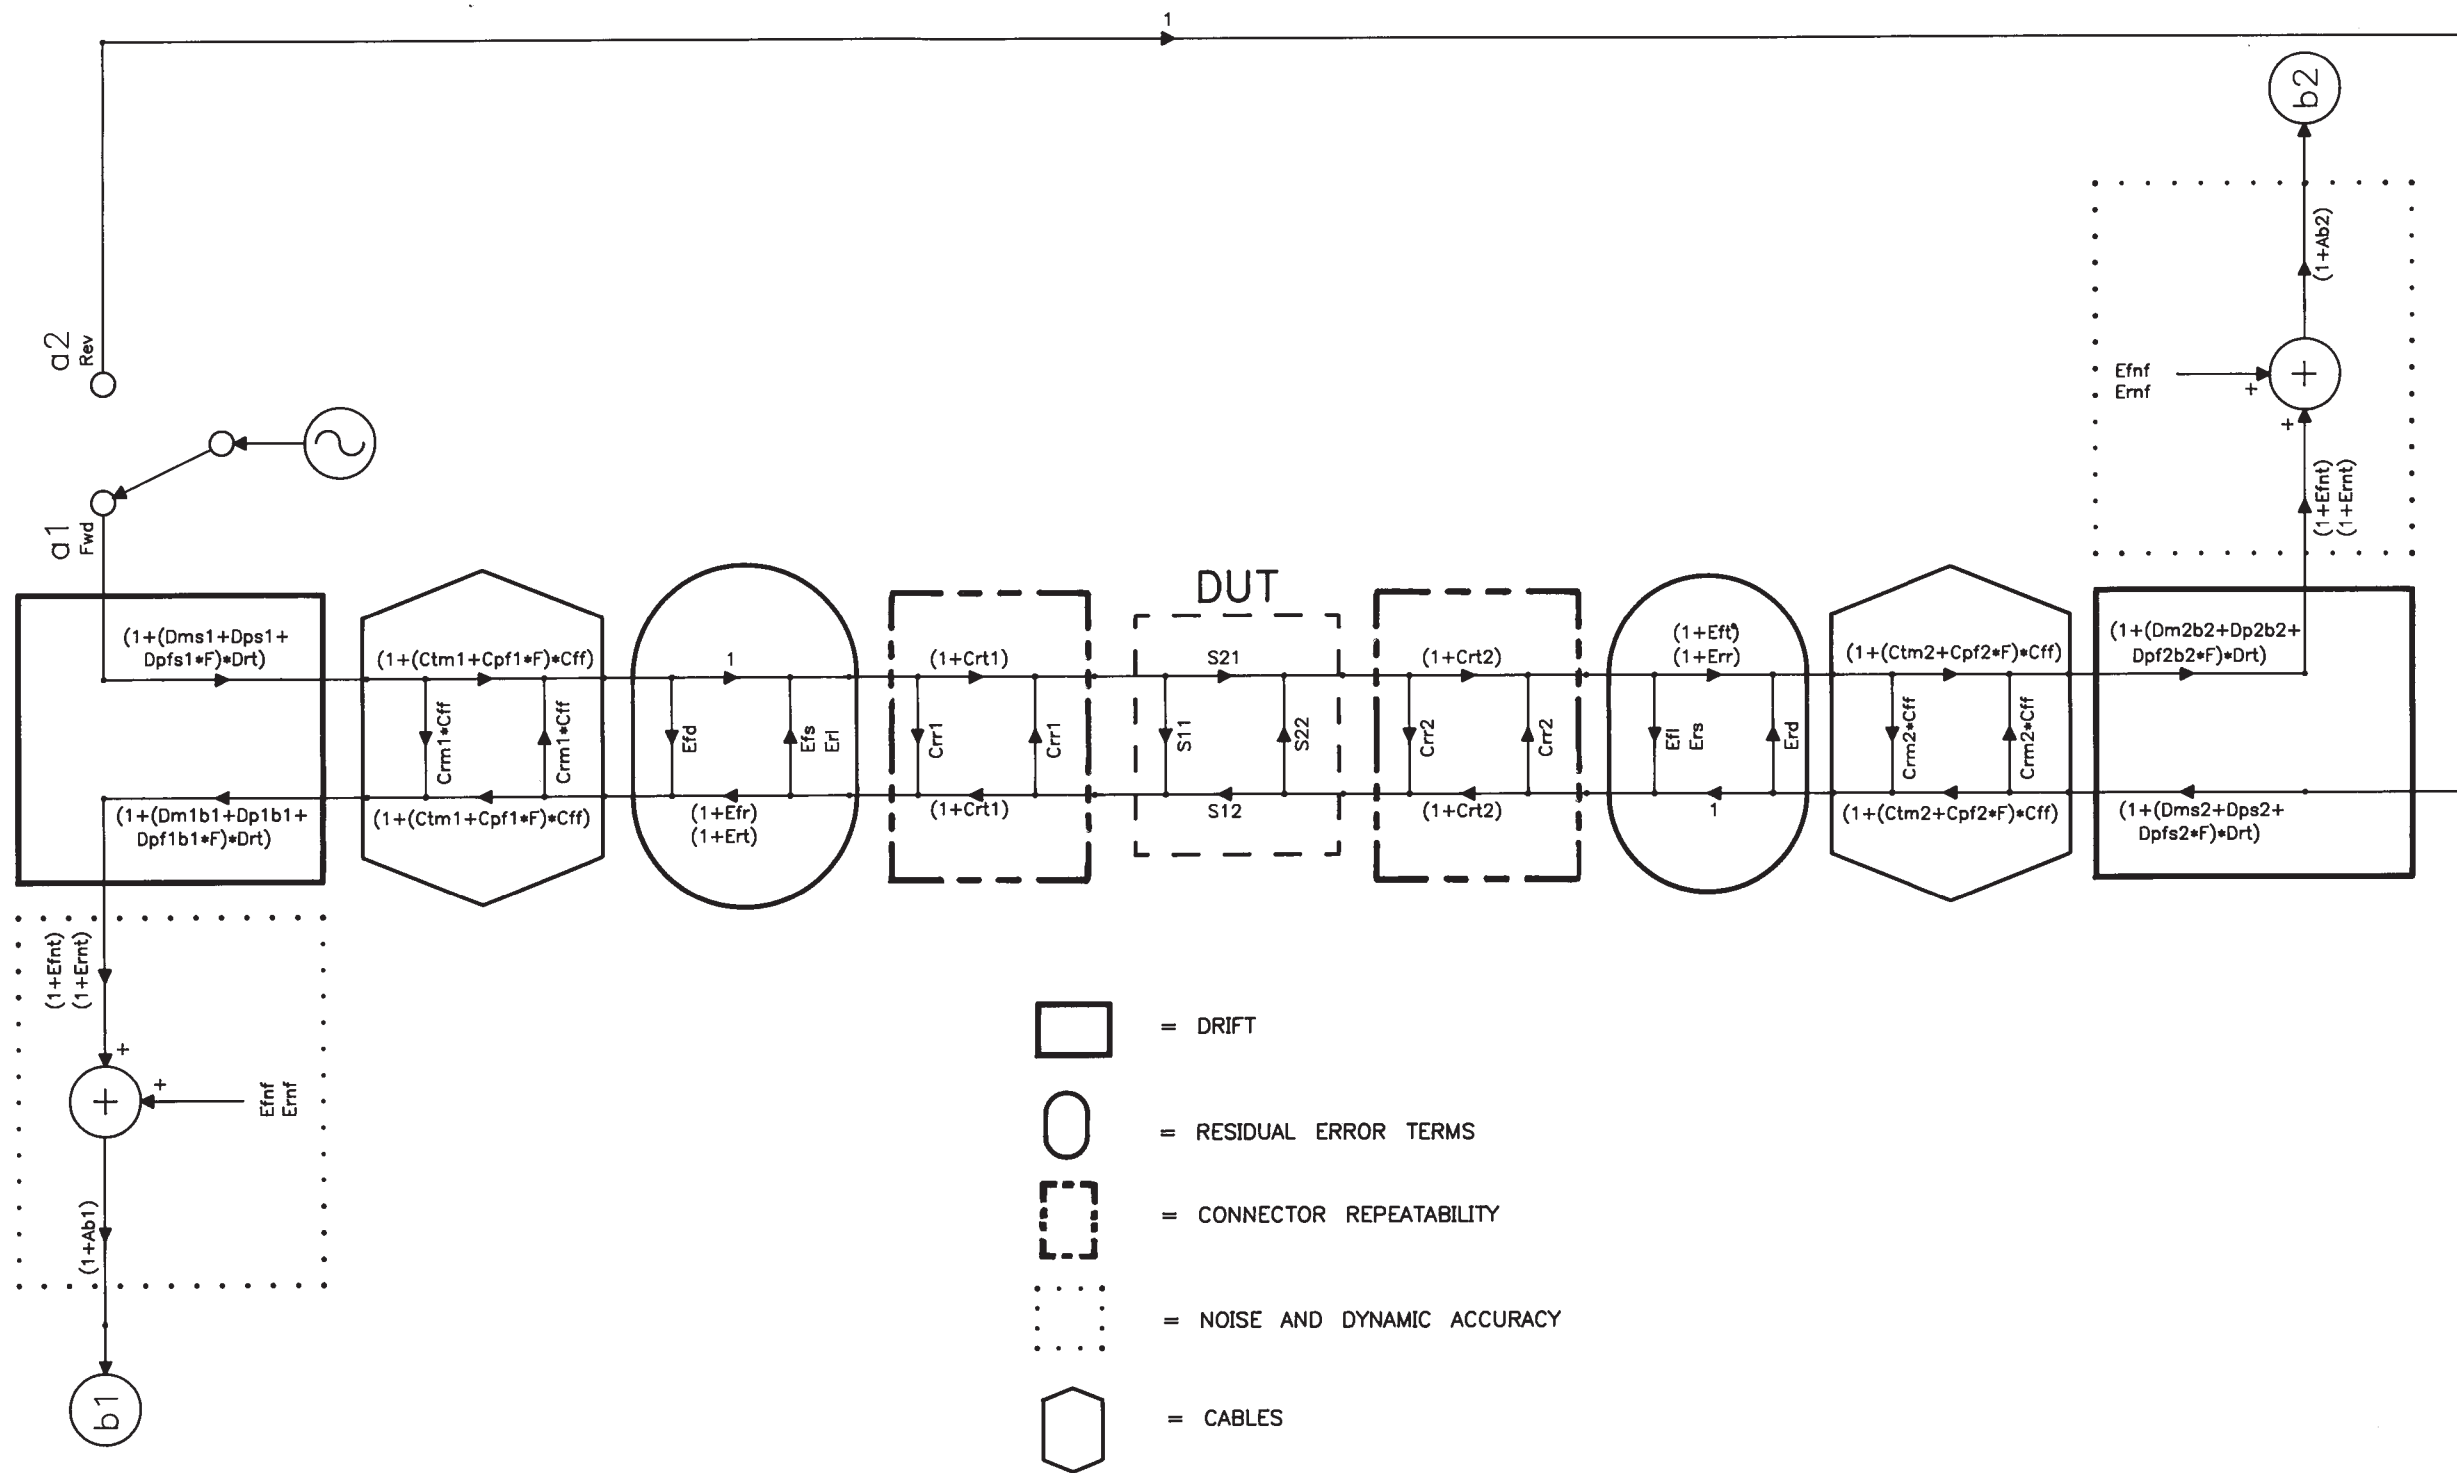 1
b2
(1+Ab2)
a2
Rev
Efnf
Ernf
+
+
+
(1+Efnt)
(1+Ernt)
a1
Fwd
DUT
(1+(Dms1+Dps1+
Dpfs1*F)*Drt)
(1+(Ctm1+Cpf1*F)*Cff)
1
(1+Crt1)
S21
(1+Crt2)
(1+Eft)
(1+Err)
(1+(Ctm2+Cpf2*F)*Cff)
(1+(Dm2b2+Dp2b2+
Dpf2b2*F)*Drt)
Crm1*Cff
Crm1*Cff
Efd
Efs
Erl
Crr1
Crr1
S11
S22
Crr2
Crr2
Efl
Ers
Erd
Crm2*Cff
Crm2*Cff
(1+(Dm1b1+Dp1b1+
Dpf1b1*F)*Drt)
(1+(Ctm1+Cpf1*F)*Cff)
(1+Efr)
(1+Ert)
(1+Crt1)
S12
(1+Crt2)
1
(1+(Ctm2+Cpf2*F)*Cff)
(1+(Dms2+Dps2+
Dpfs2*F)*Drt)
(1+Efnt)
(1+Ernt)
+
+
+
Efnf
Ernf
(1+Ab1)
b1
= DRIFT
= RESIDUAL ERROR TERMS
= CONNECTOR REPEATABILITY
= NOISE AND DYNAMIC ACCURACY
= CABLES